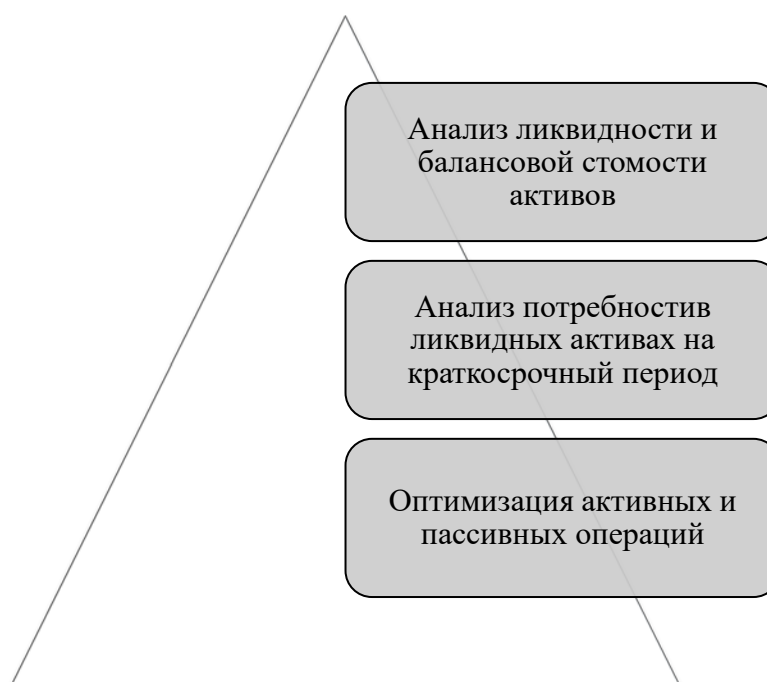 Анализ ликвидности и
балансовой стомости
активов
Анализ потребностив
ликвидных активах на
краткосрочный период
Оптимизация активных и
пассивных операций